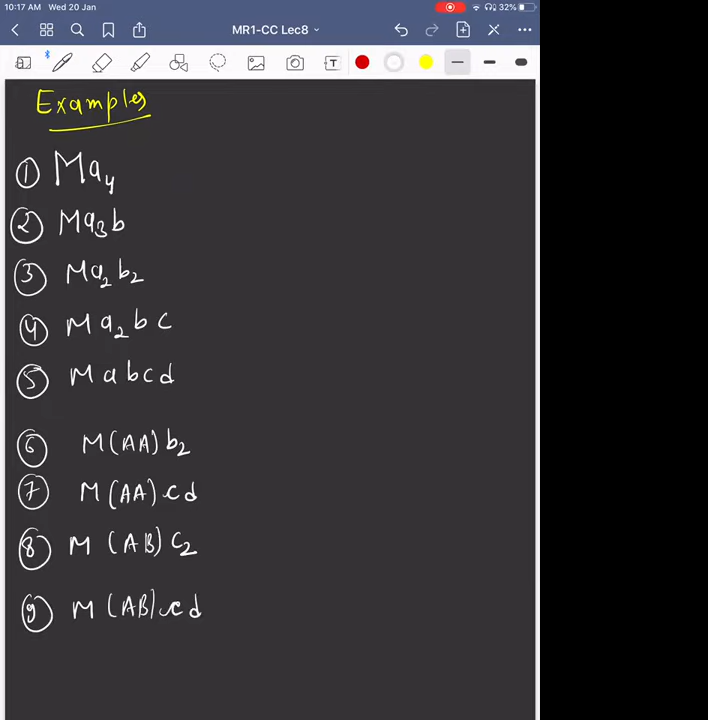 10:17 AM Wed 20 Jan 32%
MR1-CC Lec8
T
Examples
① Ma₄
② Ma₃b
③ Ma₂b₂
④ Ma₂bc
⑤ Mabcd
⑥ M(AA)b₂
⑦ M(AA)cd
⑧ M(AB)c₂
⑨ M(AB)cd